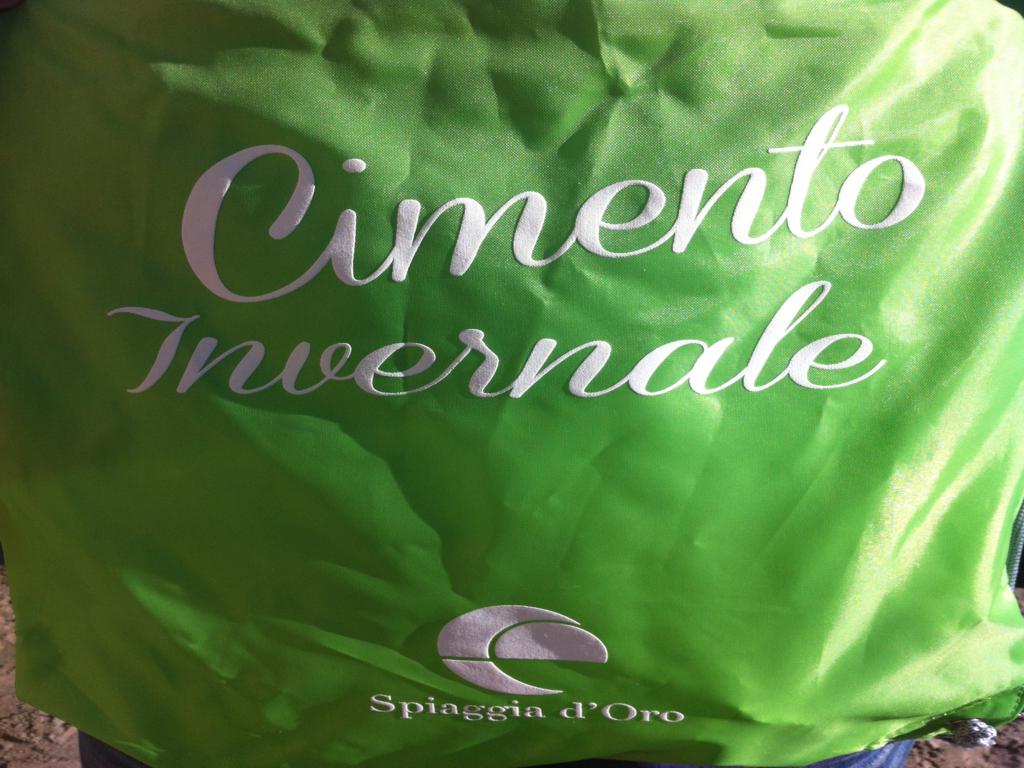 Cimento
Invernale
Spiaggia d'Oro